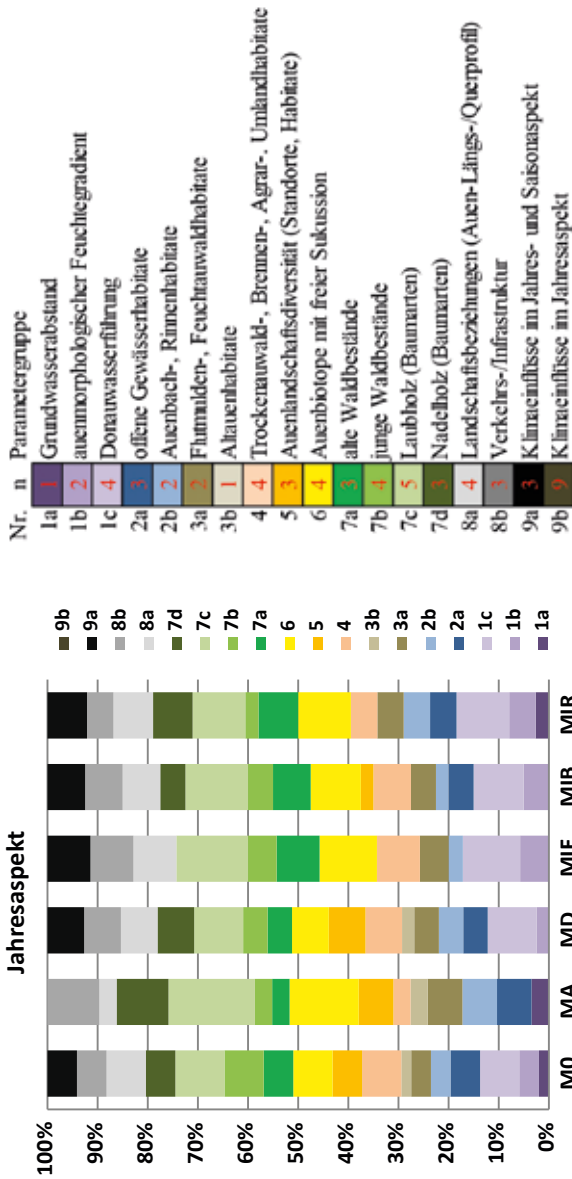 Jahresaspekt
100%
90%
80%
70%
60%
50%
40%
30%
20%
10%
0%
M0
MA
MD
MIF
MIB
MIR
9b
9a
8b
8a
7d
7c
7b
7a
6
5
4
3b
3a
2b
2a
1c
1b
1a
Nr. n Parametergruppe
1a 1 Grundwasserabstand
1b 2 auenmorphologischer Feuchtegradient
1c 4 Donauwasserführung
2a 3 offene Gewässerhabitate
2b 2 Auenbach-, Rinnenhabitate
3a 2 Flutmulden-, Feuchtauwaldhabitate
3b 1 Altauenhabitate
4 4 Trockenauwald-, Brennen-, Agrar-, Umlandhabitate
5 3 Auenlandschaftsdiversität (Standorte, Habitate)
6 4 Auenbiotope mit freier Sukussion
7a 3 alle Waldbestände
7b 4 junge Waldbestände
7c 5 Laubholz (Baumarten)
7d 3 Nadelholz (Baumarten)
8a 4 Landschaftsbeziehungen (Auen-Längs-/Querprofil)
8b 3 Verkehrs-/Infrastruktur
9a 3 Klimaeinflüsse im Jahres- und Saisonaspekt
9b 9 Klimaeinflüsse im Jahresaspekt